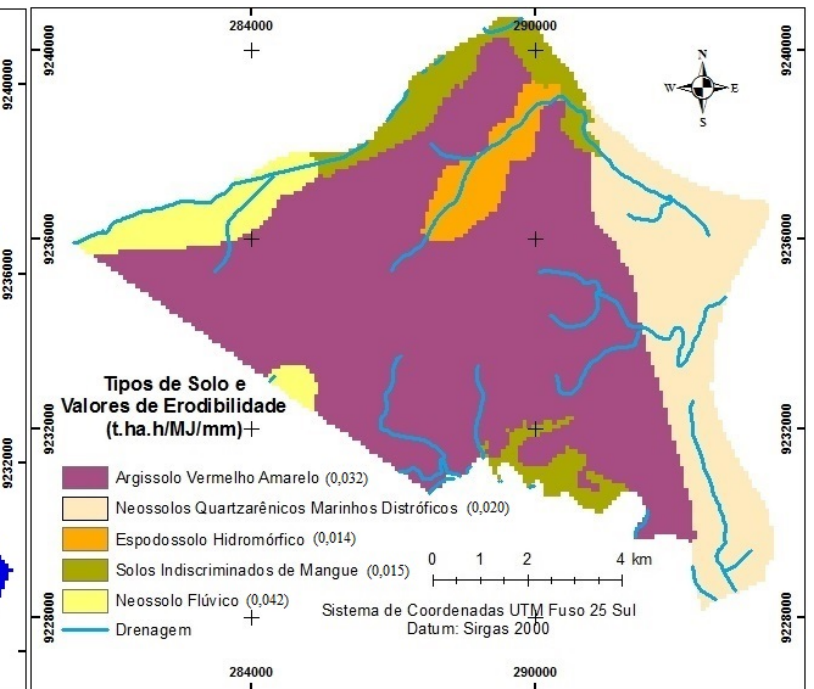 284000
290000
9240000
9240000
9240000
N
W
E
S
9236000
9236000
9236000
Tipos de Solo e
Valores de Erodibilidade
(t.ha.h/MJ/mm)
9232000
9232000
9232000
Argissolo Vermelho Amarelo (0,032)
Neossolos Quartzarênicos Marinhos Distróficos (0,020)
Espodossolo Hidromórfico (0,014)
Solos Indiscriminados de Mangue (0,015)
Neossolo Flúvico (0,042)
Drenagem
0 1 2 4 km
Sistema de Coordenadas UTM Fuso 25 Sul
Datum: Sirgas 2000
9228000
9228000
284000
290000